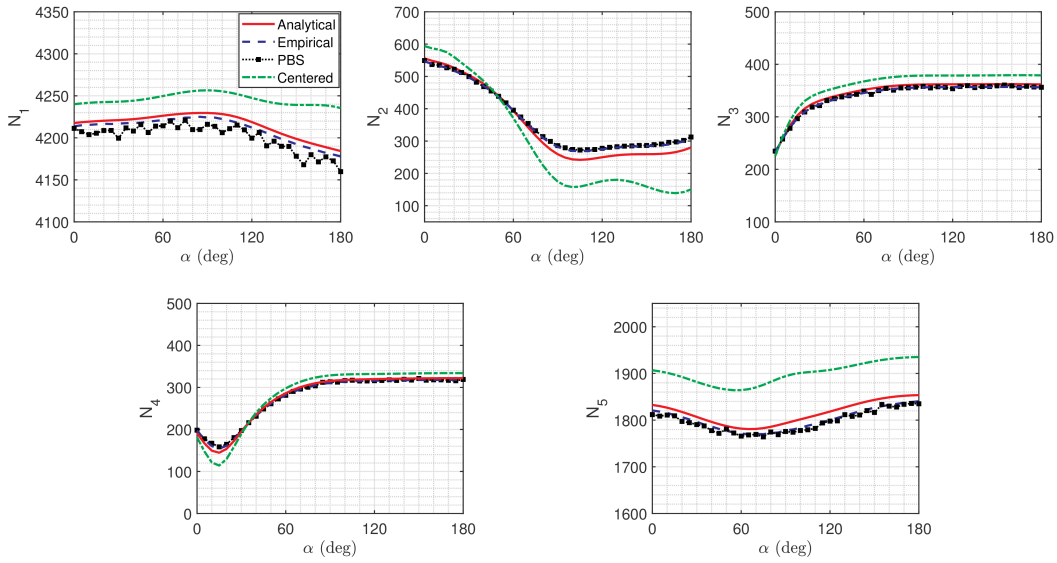 4300
4250
4200
4150
4100
N1
0 60 120 180
α (deg)
Analytical
Empirical
PBS
Centered
700
600
500
400
300
200
100
N2
0 60 120 180
α (deg)
500
400
300
200
100
N3
0 60 120 180
α (deg)
500
400
300
200
100
0
N4
0 60 120 180
α (deg)
2000
1900
1800
1700
1600
N5
0 60 120 180
α (deg)